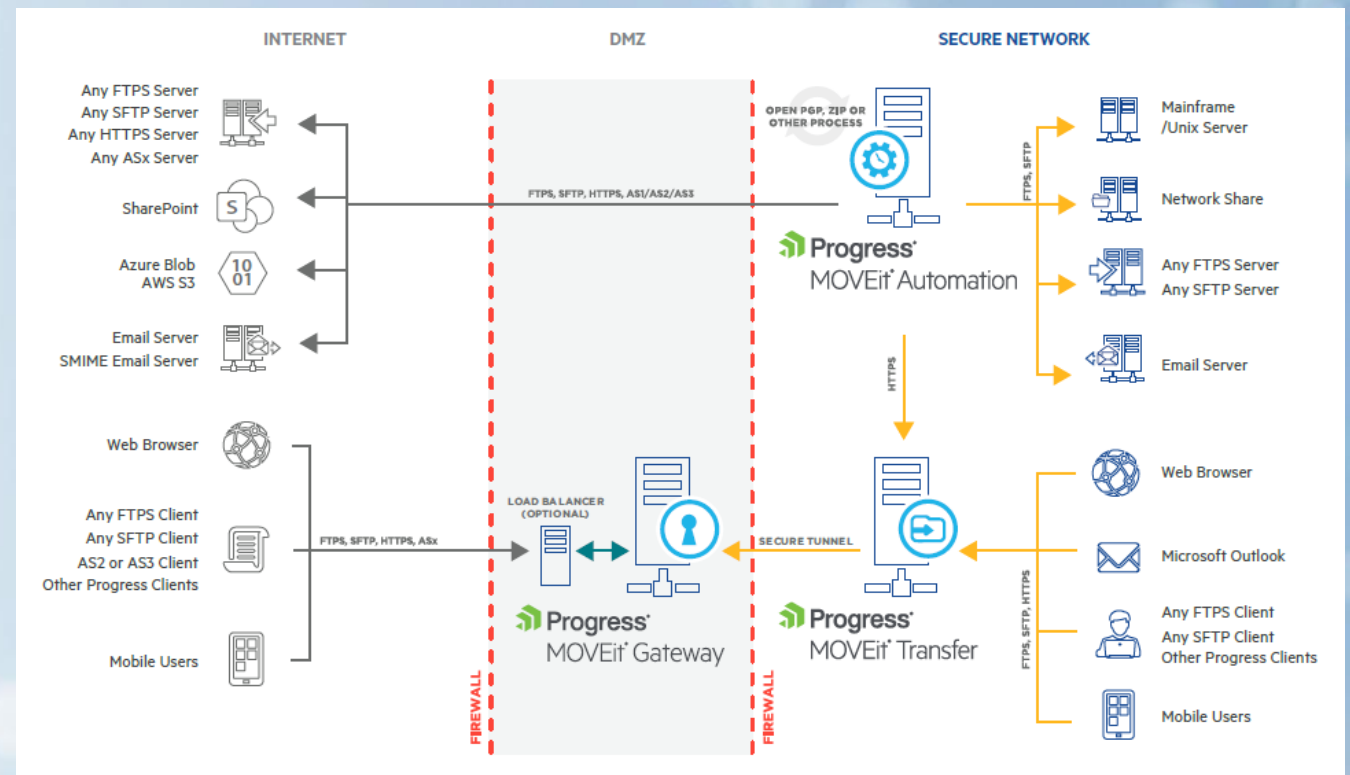 INTERNET
DMZ
SECURE NETWORK
Any FTPS Server
Any SFTP Server
Any HTTPS Server
Any ASx Server
SharePoint
S
Azure Blob
AWS S3
10
01
Email Server
SMIME Email Server
FTPS, SFTP, HTTPS, AS1/AS2/AS3
OPEN PGP, ZIP OR
OTHER PROCESS
Progress
MOVEit Automation
FTPS, SFTP
Mainframe
/Unix Server
Network Share
Any FTPS Server
Any SFTP Server
Email Server
HTTPS
Web Browser
Any FTPS Client
Any SFTP Client
AS2 or AS3 Client
Other Progress Clients
Mobile Users
FTPS, SFTP, HTTPS, ASx
LOAD BALANCER
(OPTIONAL)
Progress
MOVEit Gateway
SECURE TUNNEL
Progress
MOVEit Transfer
FTPS, SFTP, HTTPS
Web Browser
Microsoft Outlook
Any FTPS Client
Any SFTP Client
Other Progress Clients
Mobile Users
FIREWALL
FIREWALL